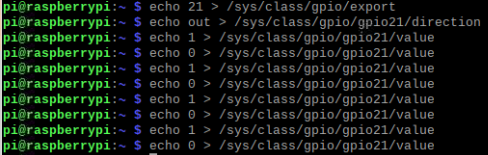 pi@raspberrypi:~ $ echo 21 > /sys/class/gpio/export
pi@raspberrypi:~ $ echo out > /sys/class/gpio/gpio21/direction
pi@raspberrypi:~ $ echo 1 > /sys/class/gpio/gpio21/value
pi@raspberrypi:~ $ echo 0 > /sys/class/gpio/gpio21/value
pi@raspberrypi:~ $ echo 1 > /sys/class/gpio/gpio21/value
pi@raspberrypi:~ $ echo 0 > /sys/class/gpio/gpio21/value
pi@raspberrypi:~ $ echo 1 > /sys/class/gpio/gpio21/value
pi@raspberrypi:~ $ echo 0 > /sys/class/gpio/gpio21/value
pi@raspberrypi:~ $ echo 1 > /sys/class/gpio/gpio21/value
pi@raspberrypi:~ $ echo 0 > /sys/class/gpio/gpio21/value